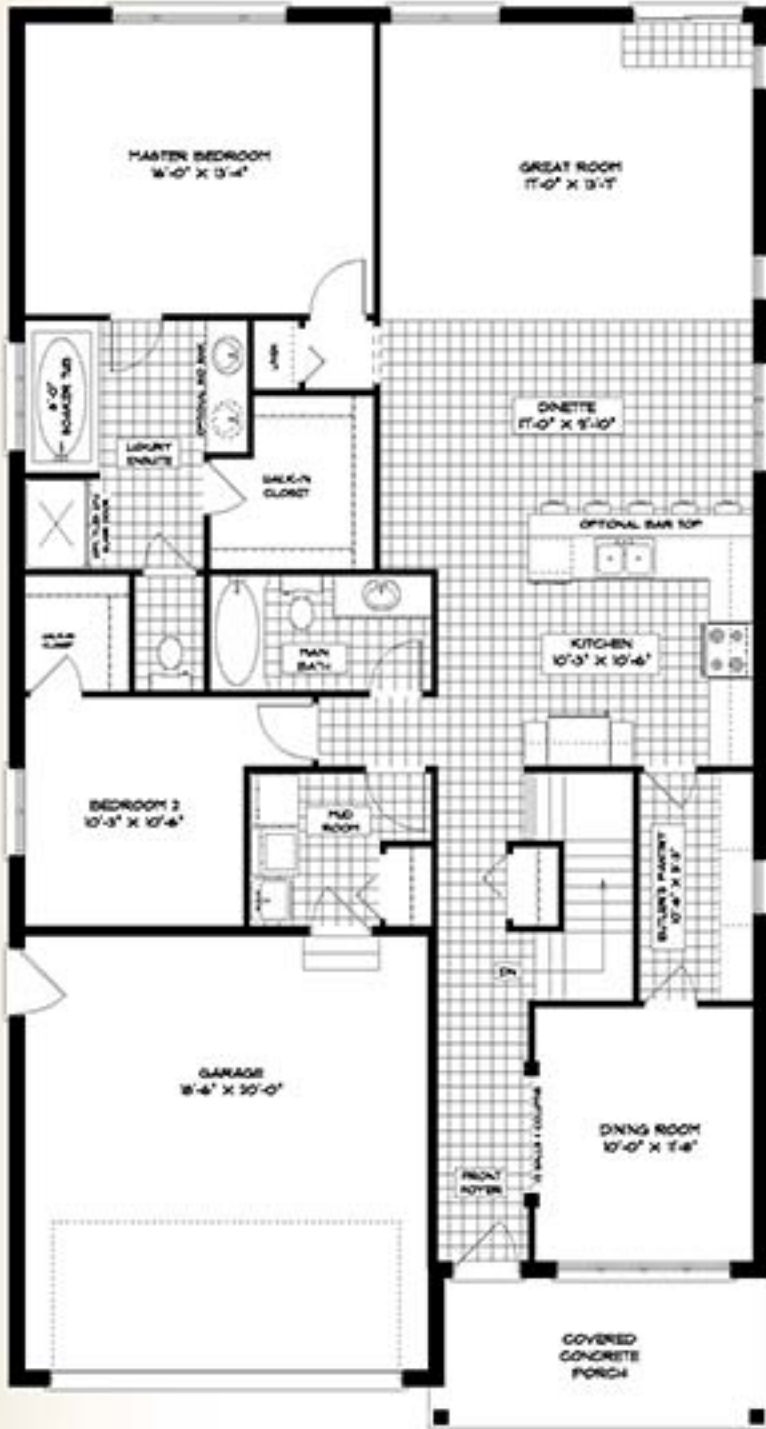 MASTER BEDROOM
16'-0" X 13'-4"
GREAT ROOM
17'-0" X 13'-7"
DINETTE
17'-0" X 9'-10"
LUXURY
ENSUITE
WALK-IN
CLOSET
OPTIONAL BAR TOP
KITCHEN
10'-3" X 10'-6"
MAIN
BATH
BEDROOM 2
10'-3" X 10'-6"
MUD
ROOM
BUTLER'S PANTRY
DN
GARAGE
18'-6" X 20'-0"
DINING ROOM
10'-0" X 11'-8"
FRONT
FOYER
COVERED
CONCRETE
PORCH